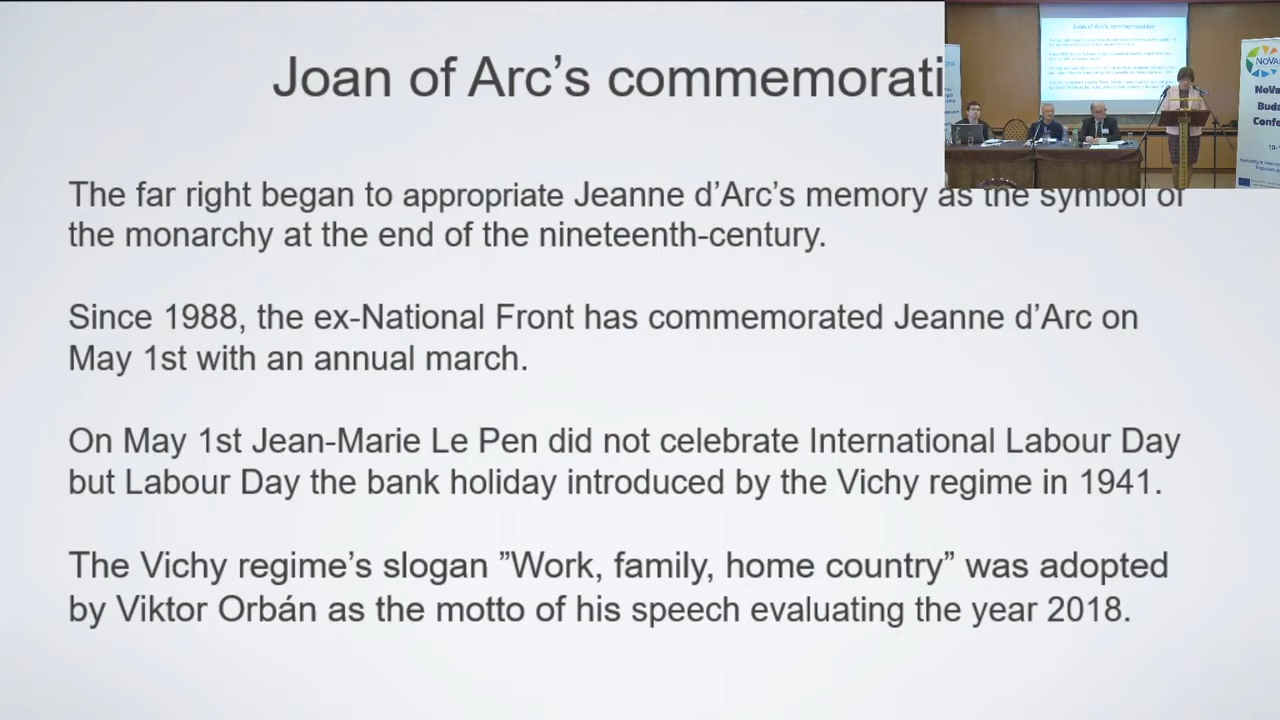 Joan of Arc's commemorati
The far right began to appropriate Jeanne d'Arc's memory as the symbol of
the monarchy at the end of the nineteenth-century.
Since 1988, the ex-National Front has commemorated Jeanne d'Arc on
May 1st with an annual march.
On May 1st Jean-Marie Le Pen did not celebrate International Labour Day
but Labour Day the bank holiday introduced by the Vichy regime in 1941.
The Vichy regime's slogan ”Work, family, home country” was adopted
by Viktor Orbán as the motto of his speech evaluating the year 2018.
Joan of Arc's commemoration